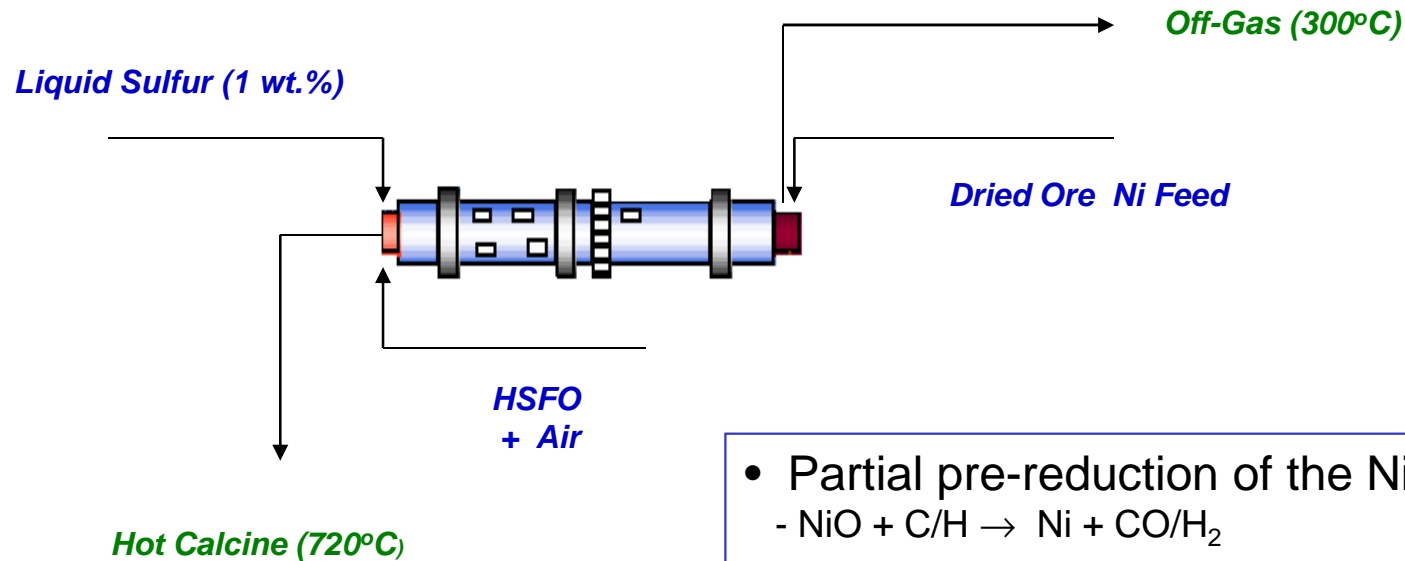 Off-Gas (300°C)
Liquid Sulfur (1 wt.%)
Dried Ore Ni Feed
HSFO
+ Air
• Partial pre-reduction of the Ni
- NiO + C/H → Ni + CO/H₂
Hot Calcine (720°C)